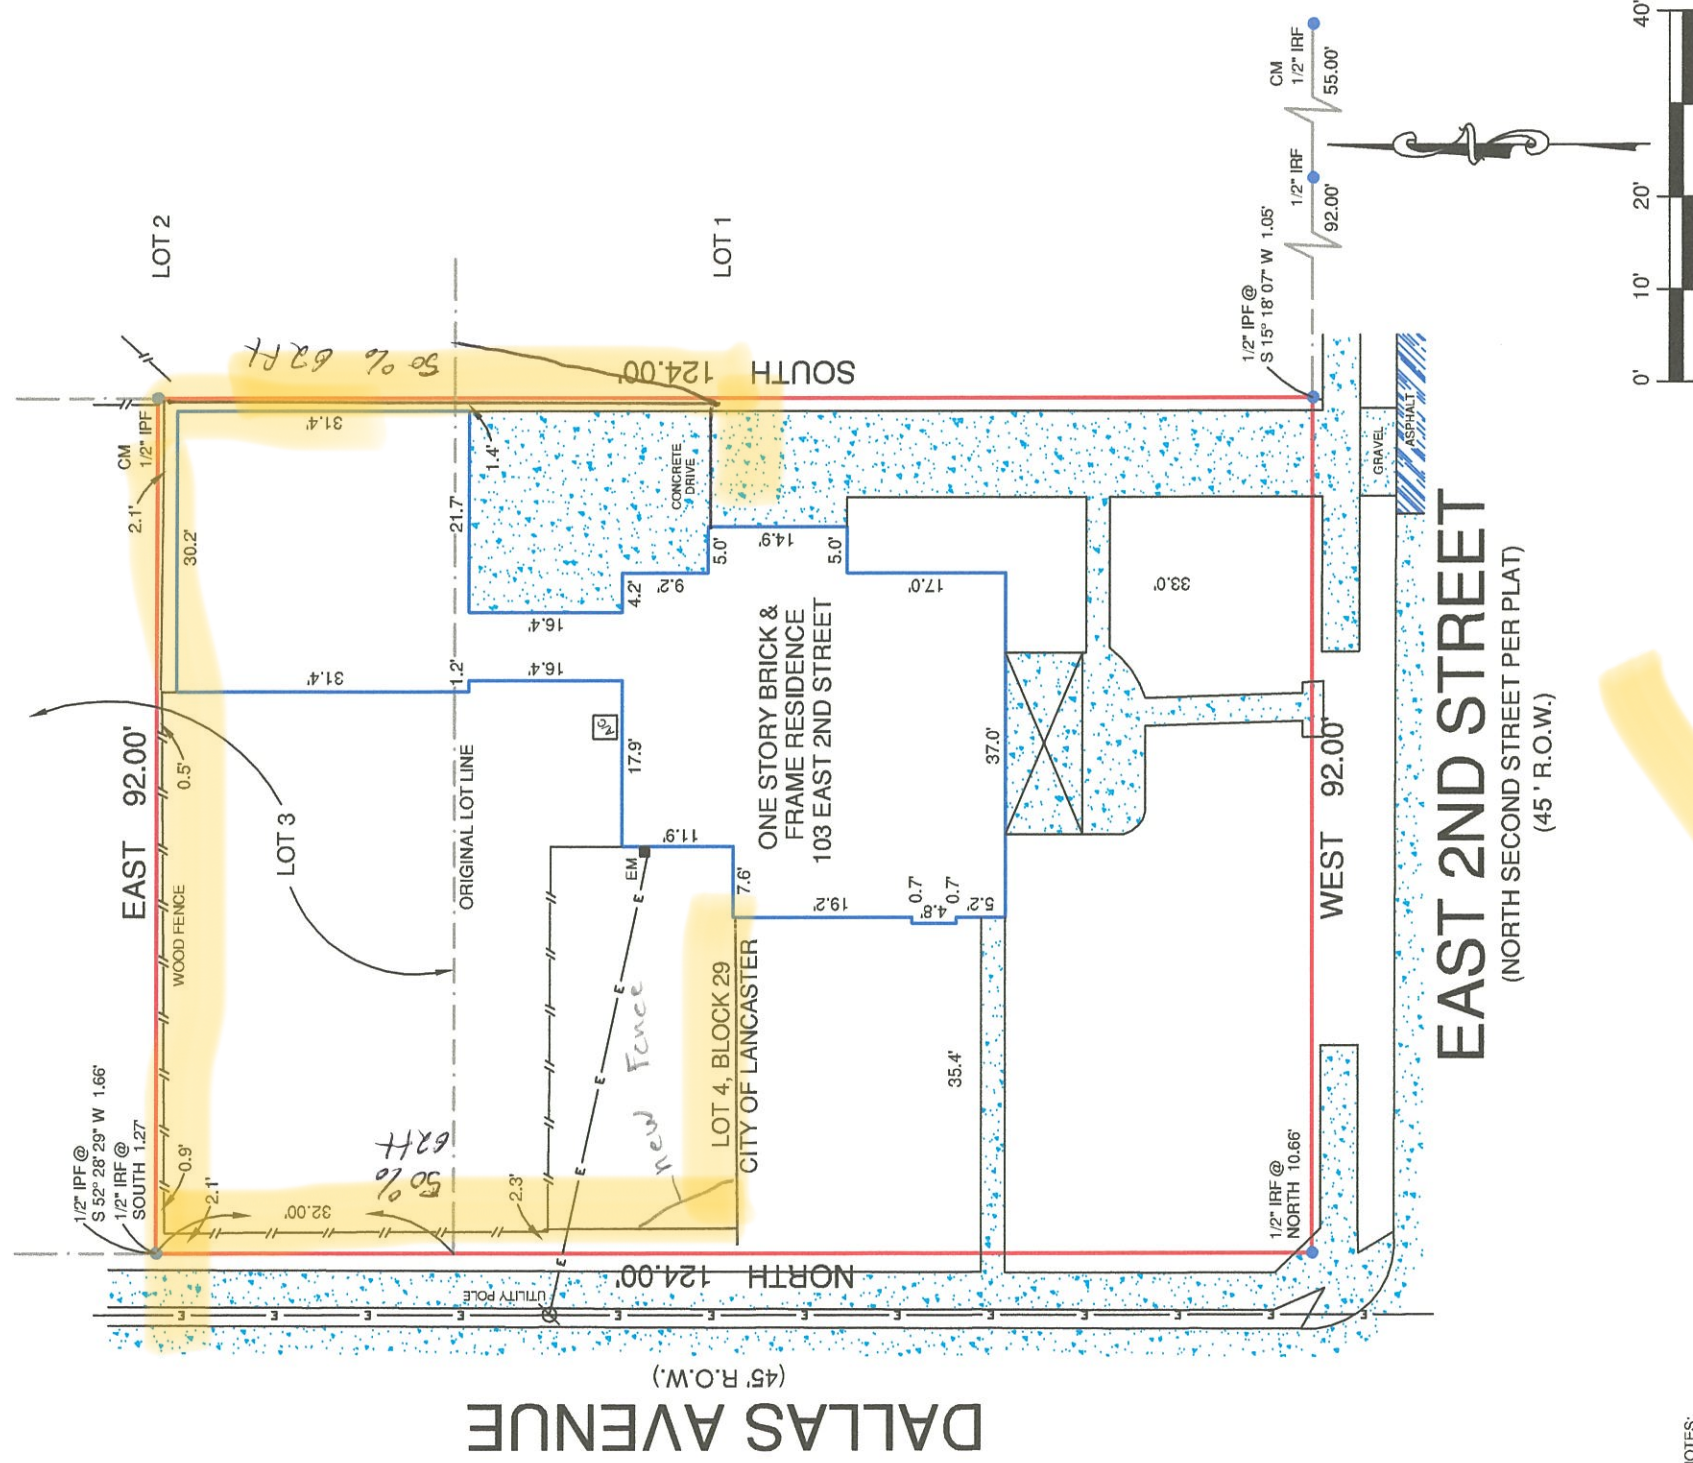 LOT 2
LOT 1
CM
1/2" IRF
55.00'
1/2" IRF
92.00'
1/2" IPF @
S 15° 18' 07" W 1.05'
40'
20'
10'
0'
50% 62ft
SOUTH 124.00'
CM
1/2" IPF
2.1'
31.4'
30.2'
1.4'
21.7'
CONCRETE
DRIVE
GRAVEL
ASPHALT
5.0'
14.9'
5.0'
9.2'
4.2'
16.4'
17.0'
33.0'
31.4'
1.2'
16.4'
EAST 92.00'
0.5'
LOT 3
WOOD FENCE
ORIGINAL LOT LINE
A/C
17.9'
11.9'
EM
7.6'
ONE STORY BRICK &
FRAME RESIDENCE
103 EAST 2ND STREET
37.0'
19.2'
0.7'
4.8'
0.7'
5.2'
WEST 92.00'
EAST 2ND STREET
(NORTH SECOND STREET PER PLAT)
(45' R.O.W.)
LOT 4, BLOCK 29
CITY OF LANCASTER
new Fence
35.4'
E
E
E
E
E
1/2" IPF @
S 52° 28' 29" W 1.66'
1/2" IRF @
SOUTH 1.27'
0.9'
2.1'
32.00'
50%
62ft
2.3'
1/2" IRF @
NORTH 10.66'
NORTH 124.00'
UTILITY POLE
(45' R.O.W.)
DALLAS AVENUE